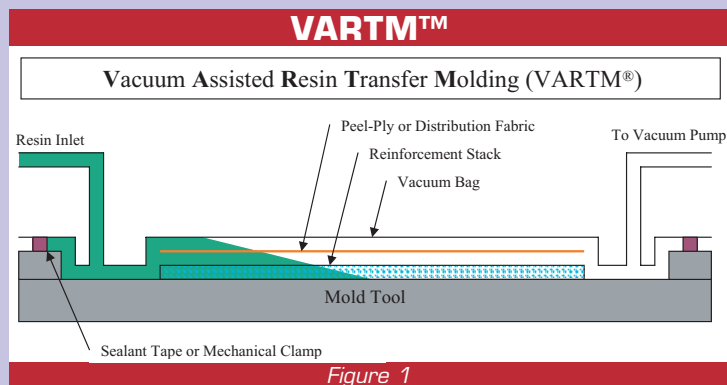 VARTM™
Vacuum Assisted Resin Transfer Molding (VARTM®)
Peel-Ply or Distribution Fabric
Resin Inlet
To Vacuum Pump
Reinforcement Stack
Vacuum Bag
Mold Tool
Sealant Tape or Mechanical Clamp
Figure 1